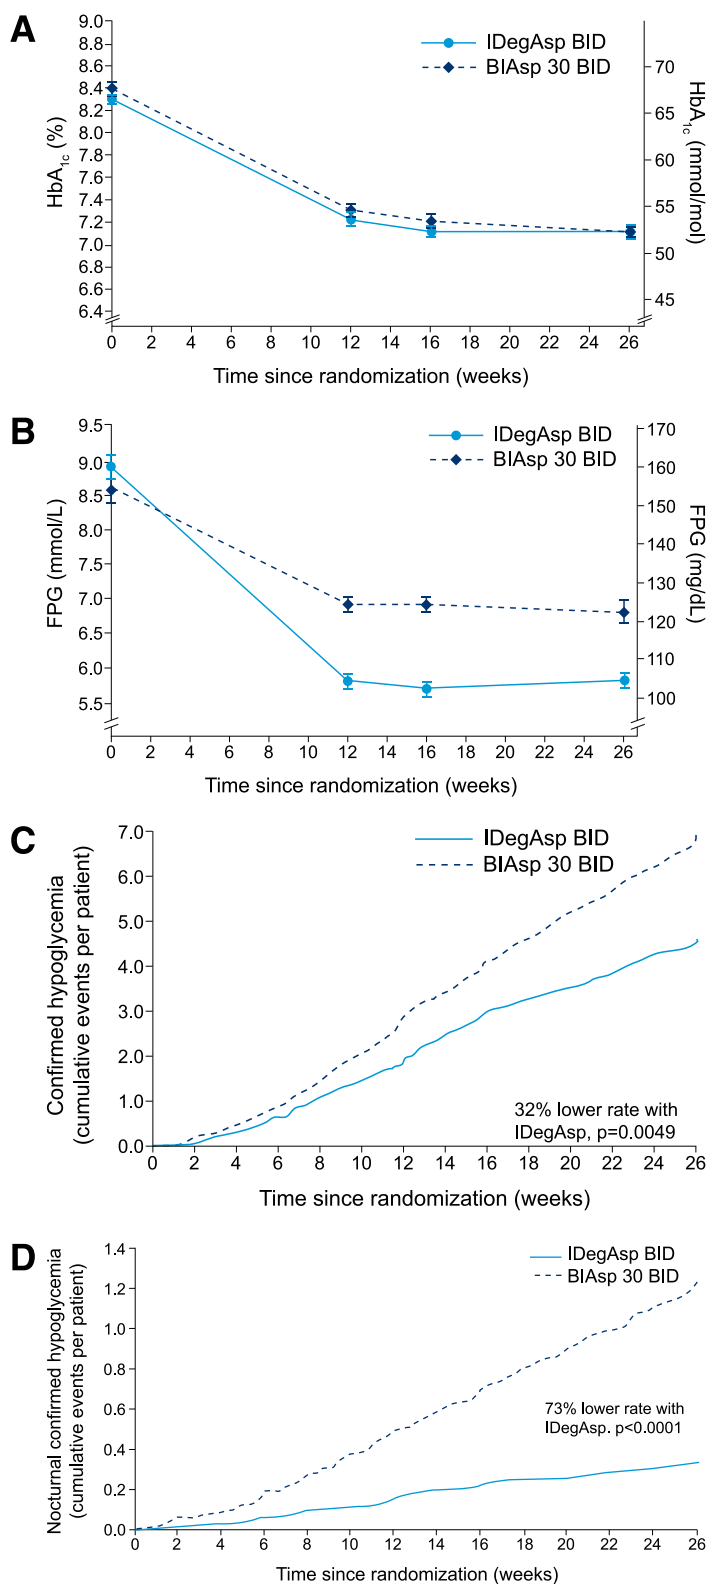 A
IDegAsp BID
BIAsp 30 BID
HbA1c (%)
9.0
8.8
8.6
8.4
8.2
8.0
7.8
7.6
7.4
7.2
7.0
6.8
6.6
6.4
HbA1c (mmol/mol)
70
65
60
55
50
45
0 2 4 6 8 10 12 14 16 18 20 22 24 26
Time since randomization (weeks)
B
IDegAsp BID
BIAsp 30 BID
FPG (mmol/L)
9.5
9.0
8.5
8.0
7.5
7.0
6.5
6.0
5.5
FPG (mg/dL)
170
160
150
140
130
120
110
100
0 2 4 6 8 10 12 14 16 18 20 22 24 26
Time since randomization (weeks)
C
IDegAsp BID
BIAsp 30 BID
Confirmed hypoglycemia
(cumulative events per patient)
7.0
6.0
5.0
4.0
3.0
2.0
1.0
0.0
32% lower rate with
IDegAsp, p=0.0049
0 2 4 6 8 10 12 14 16 18 20 22 24 26
Time since randomization (weeks)
D
IDegAsp BID
BIAsp 30 BID
Nocturnal confirmed hypoglycemia
(cumulative events per patient)
1.4
1.2
1.0
0.8
0.6
0.4
0.2
0.0
73% lower rate with
IDegAsp. p<0.0001
0 2 4 6 8 10 12 14 16 18 20 22 24 26
Time since randomization (weeks)